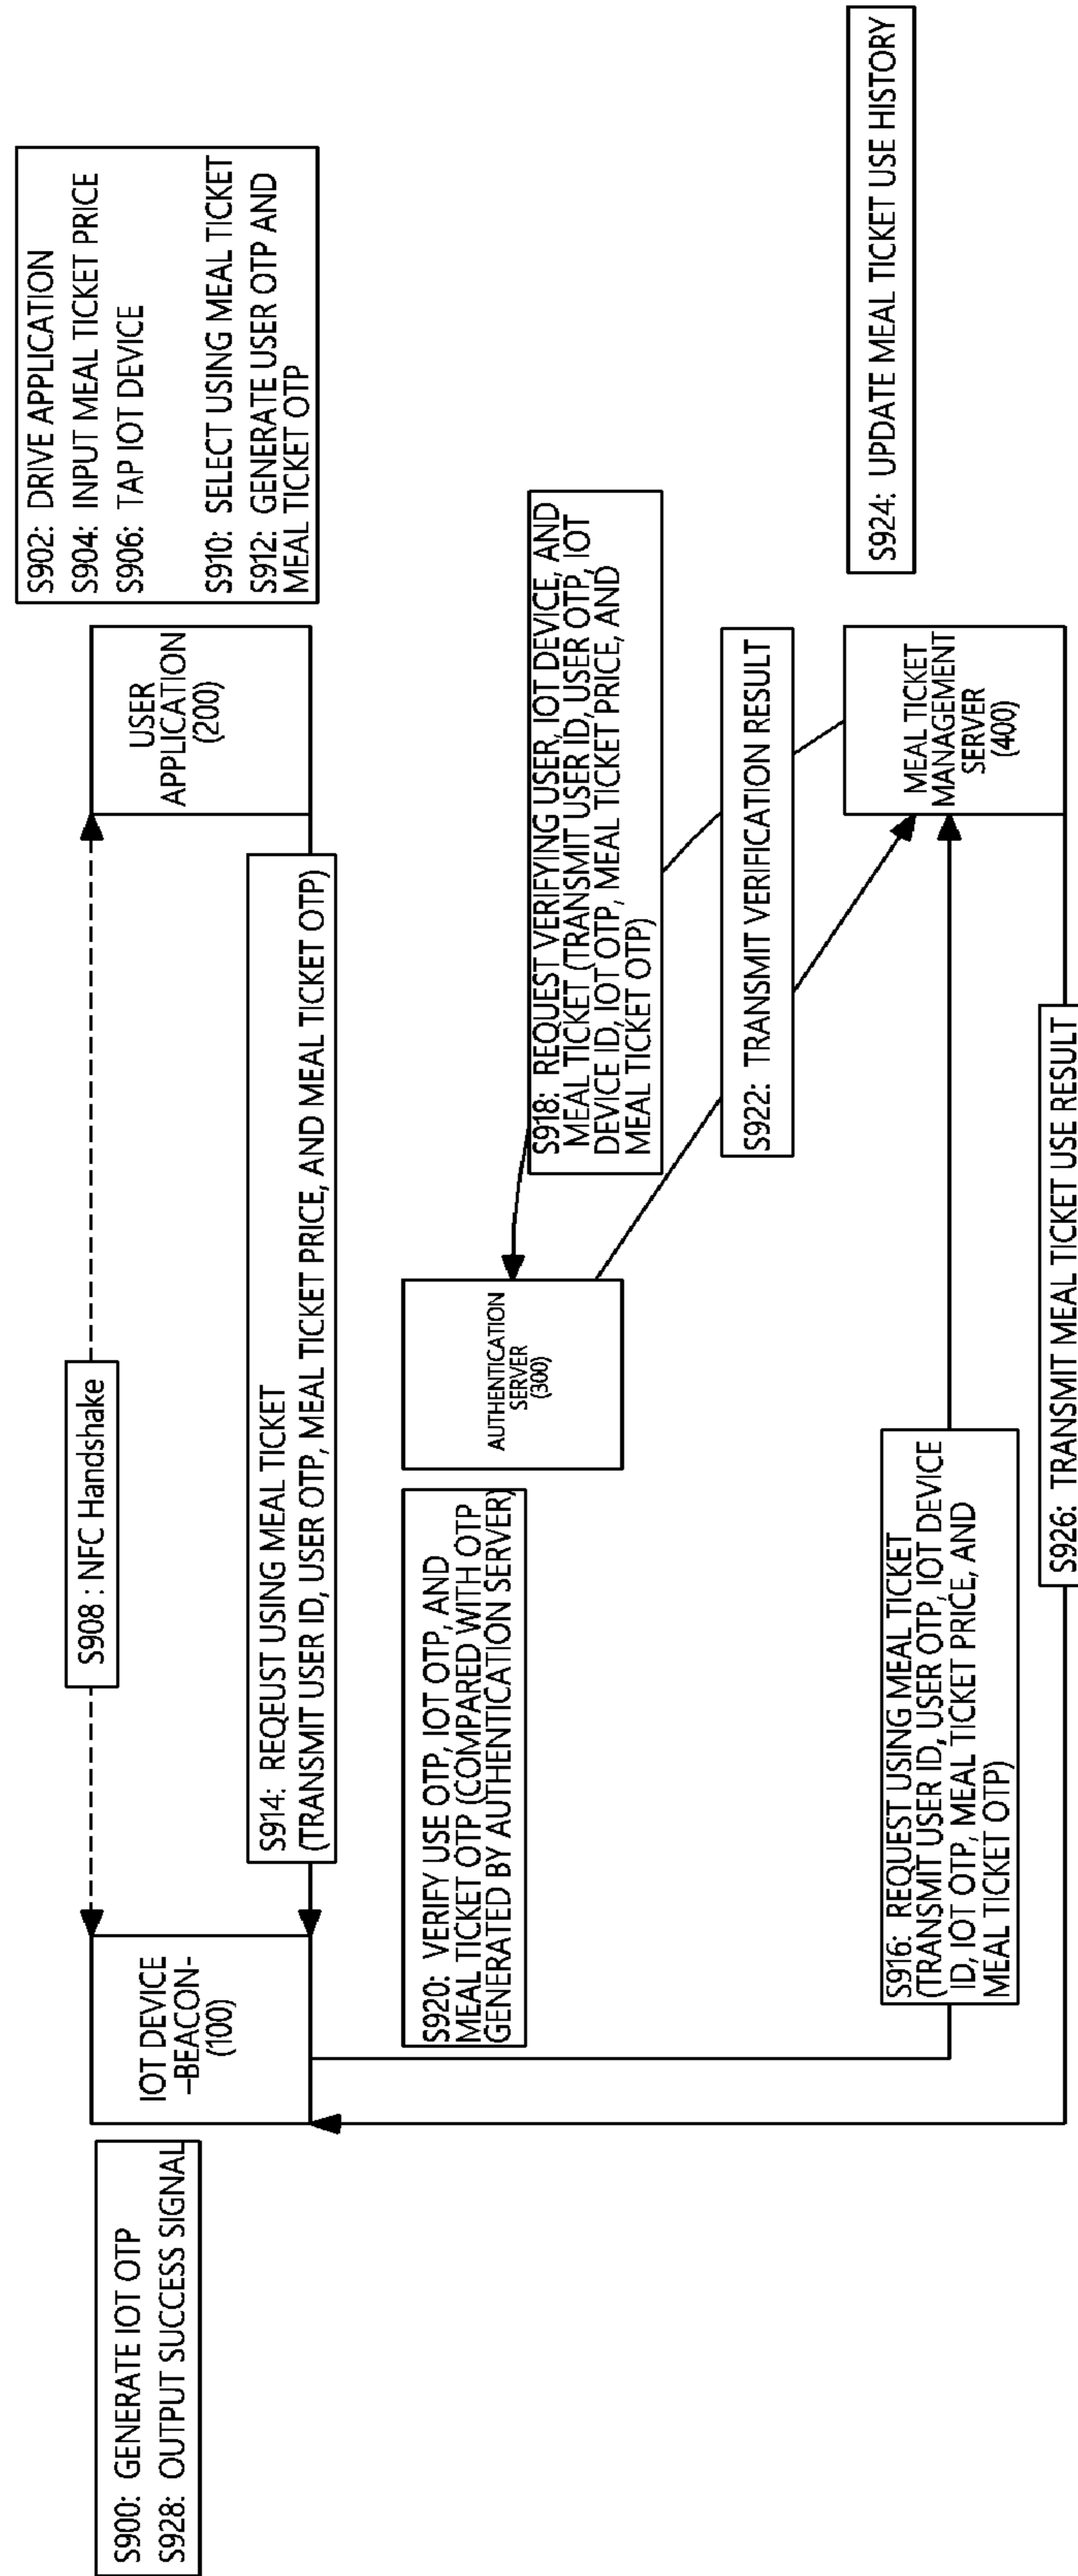 S900: GENERATE IOT OTP
S928: OUTPUT SUCCESS SIGNAL
IOT DEVICE
-BEACON-
(100)
S908 : NFC Handshake
USER
APPLICATION
(200)
S902: DRIVE APPLICATION
S904: INPUT MEAL TICKET PRICE
S906: TAP IOT DEVICE
S910: SELECT USING MEAL TICKET
S912: GENERATE USER OTP AND
MEAL TICKET OTP
S914: REQEUST USING MEAL TICKET
(TRANSMIT USER ID, USER OTP, MEAL TICKET PRICE, AND MEAL TICKET OTP)
S920: VERIFY USE OTP, IOT OTP, AND
MEAL TICKET OTP (COMPARED WITH OTP
GENERATED BY AUTHENTICATION SERVER)
AUTHENTICATION
SERVER
(300)
S918: REQUEST VERIFYING USER, IOT DEVICE, AND
MEAL TICKET (TRANSMIT USER ID, USER OTP, IOT
DEVICE ID, IOT OTP, MEAL TICKET PRICE, AND
MEAL TICKET OTP)
S922: TRANSMIT VERIFICATION RESULT
S916: REQUEST USING MEAL TICKET
(TRANSMIT USER ID, USER OTP, IOT DEVICE
ID, IOT OTP, MEAL TICKET PRICE, AND
MEAL TICKET OTP)
MEAL TICKET
MANAGEMENT
SERVER
(400)
S924: UPDATE MEAL TICKET USE HISTORY
S926: TRANSMIT MEAL TICKET USE RESULT